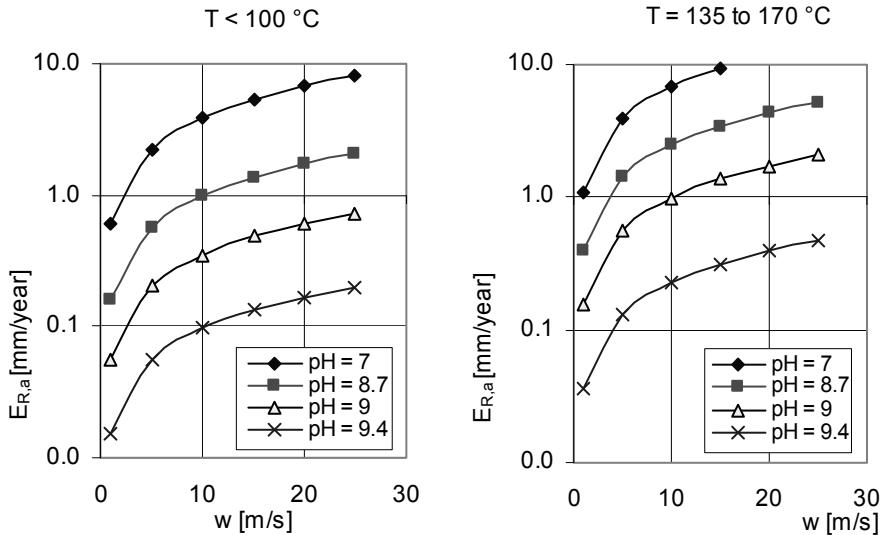 T < 100 °C
10.0
1.0
0.1
0.0
E_R,a [mm/year]
pH = 7
pH = 8.7
pH = 9
pH = 9.4
0 10 20 30
w [m/s]
T = 135 to 170 °C
10.0
1.0
0.1
0.0
E_R,a [mm/year]
pH = 7
pH = 8.7
pH = 9
pH = 9.4
0 10 20 30
w [m/s]